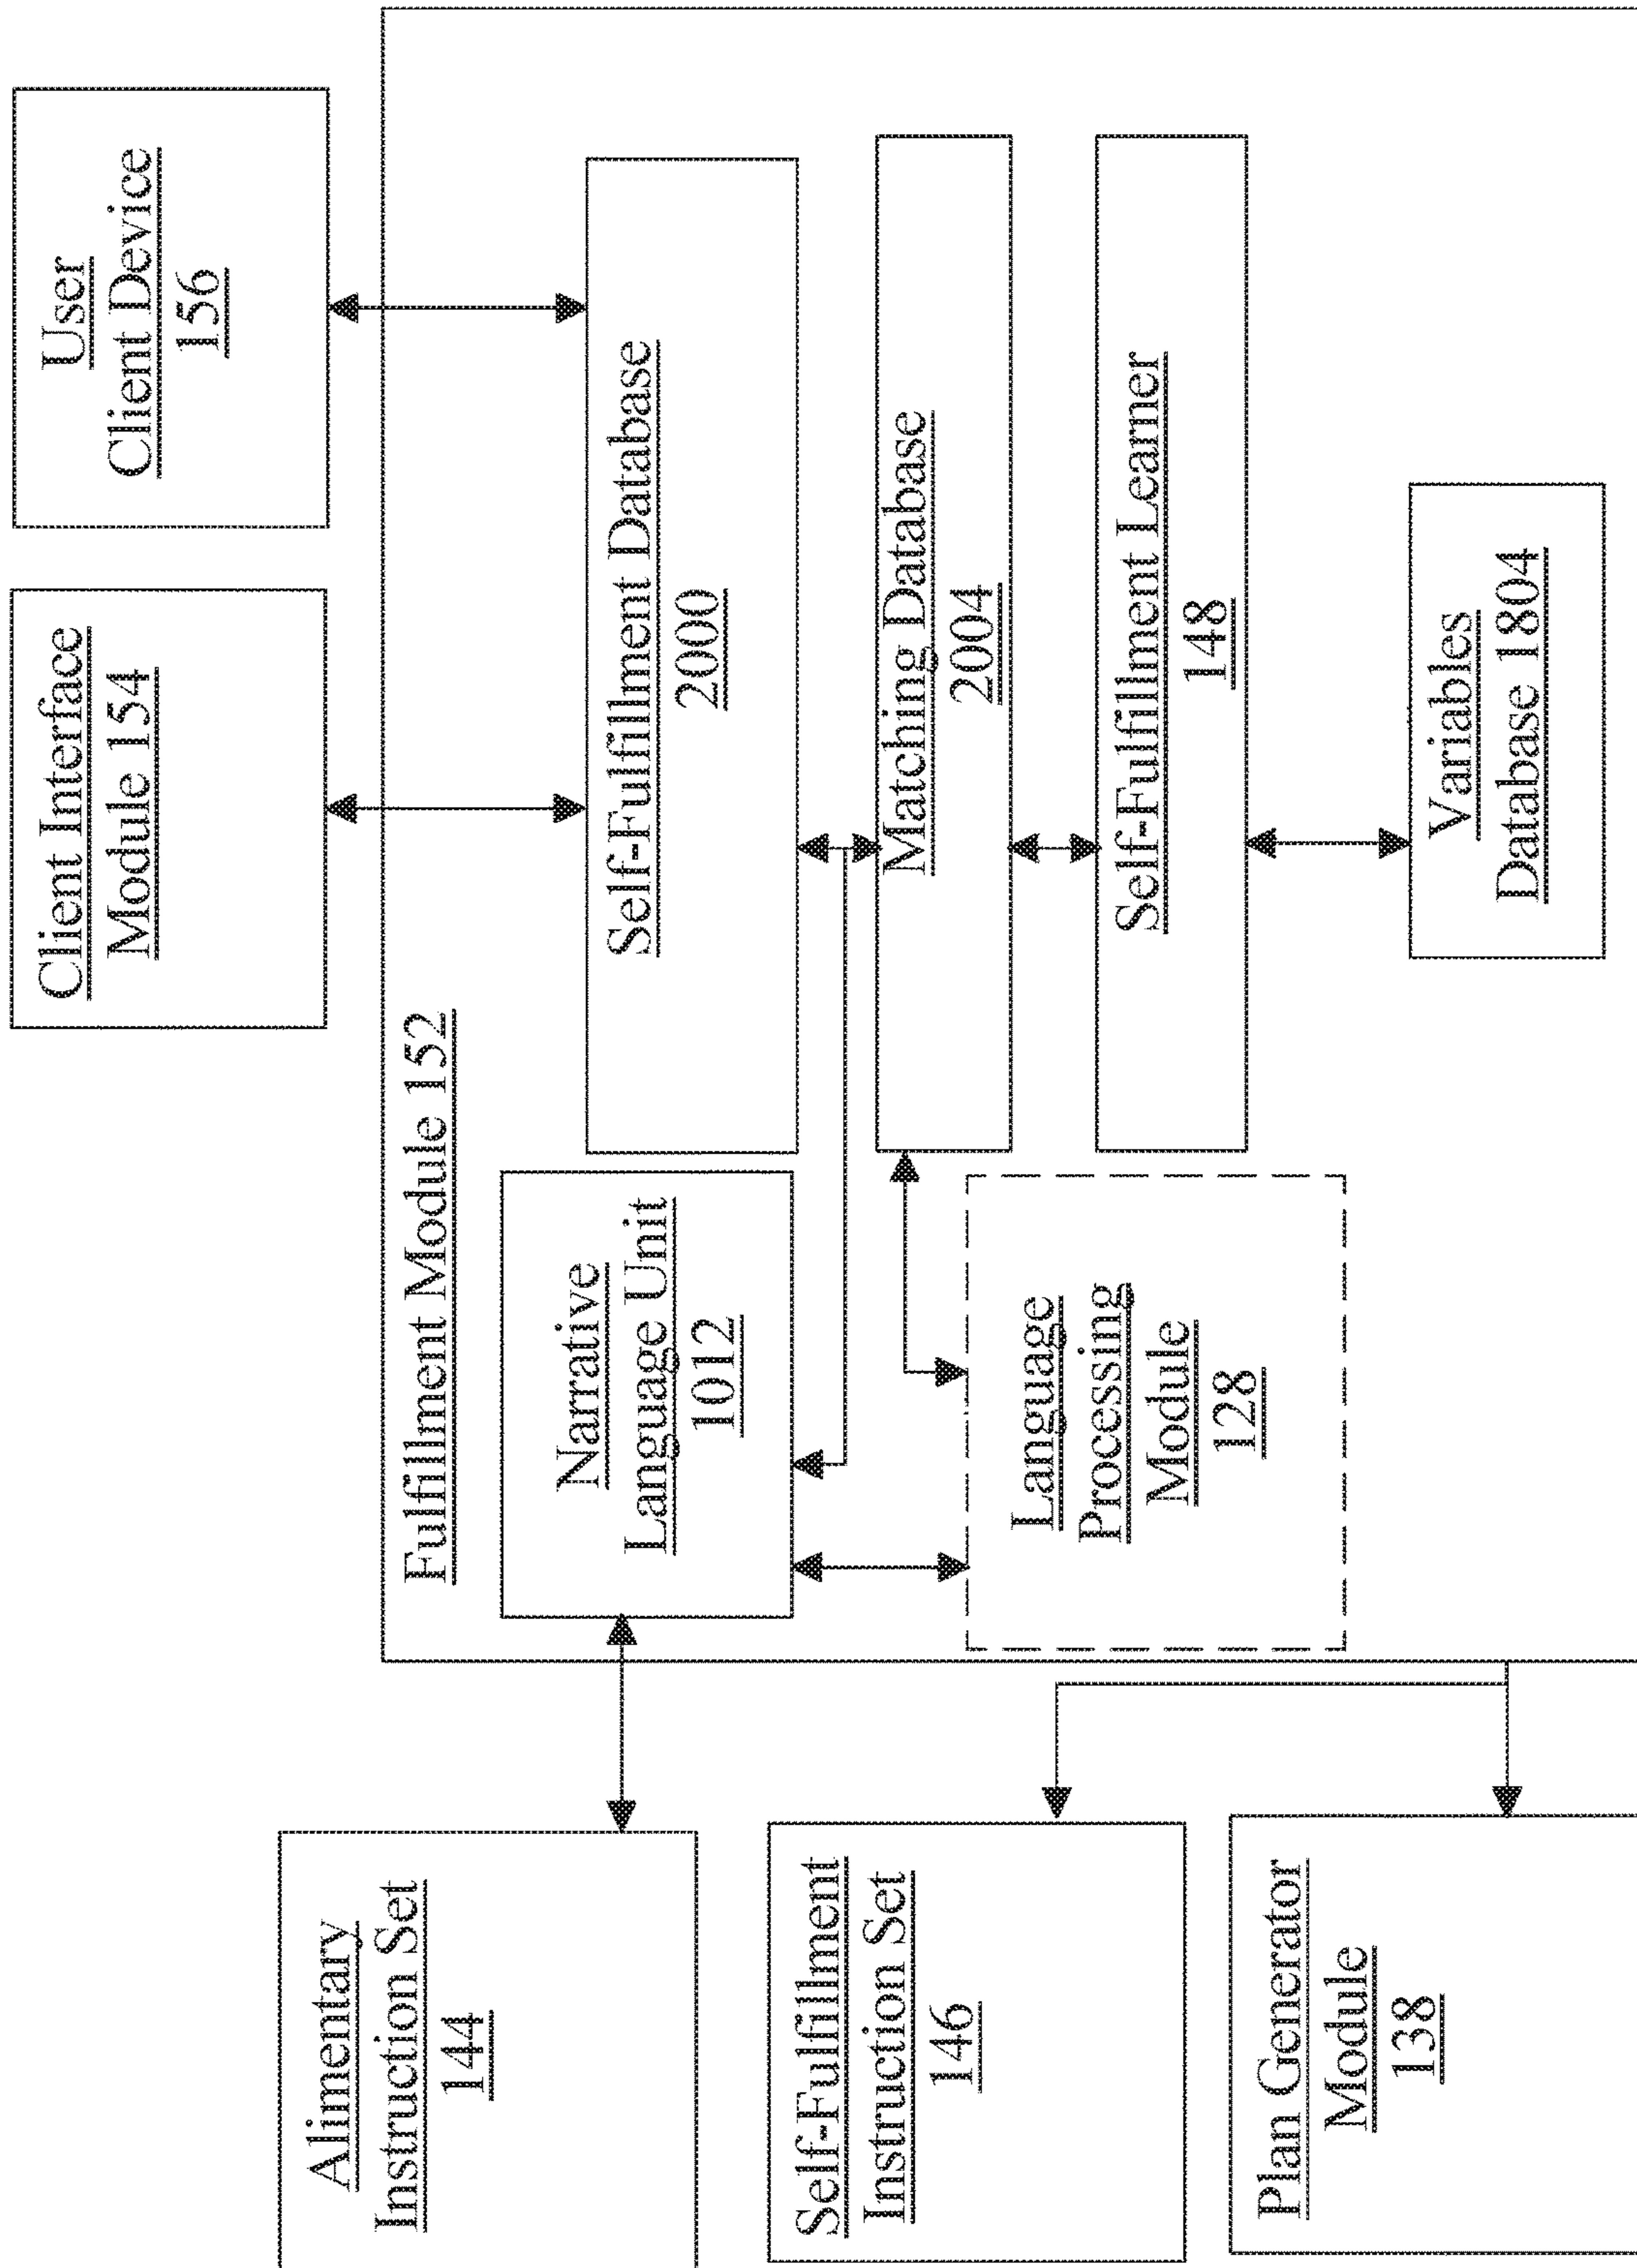 Alimentary
Instruction Set
144
Self-Fulfillment
Instruction Set
146
Plan Generator
Module
138
Fulfillment Module 152
Narrative
Language Unit
1012
Language
Processing
Module
128
Client Interface
Module 154
User
Client Device
156
Self-Fulfillment Database
2000
Matching Database
2004
Self-Fulfillment Learner
148
Variables
Database 1804